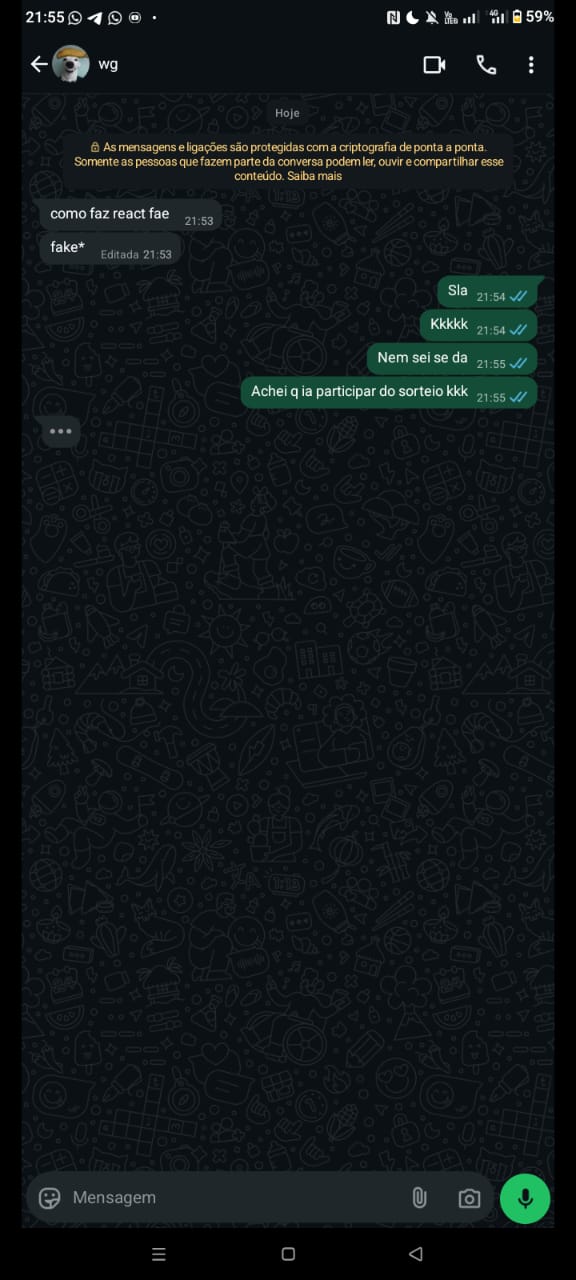 21:55
59%
wg
Hoje
As mensagens e ligações são protegidas com a criptografia de ponta a ponta.
Somente as pessoas que fazem parte da conversa podem ler, ouvir e compartilhar esse
conteúdo. Saiba mais
como faz react fae 21:53
fake* Editada 21:53
Sla 21:54
Kkkkk 21:54
Nem sei se da 21:55
Achei q ia participar do sorteio kkk 21:55
Mensagem